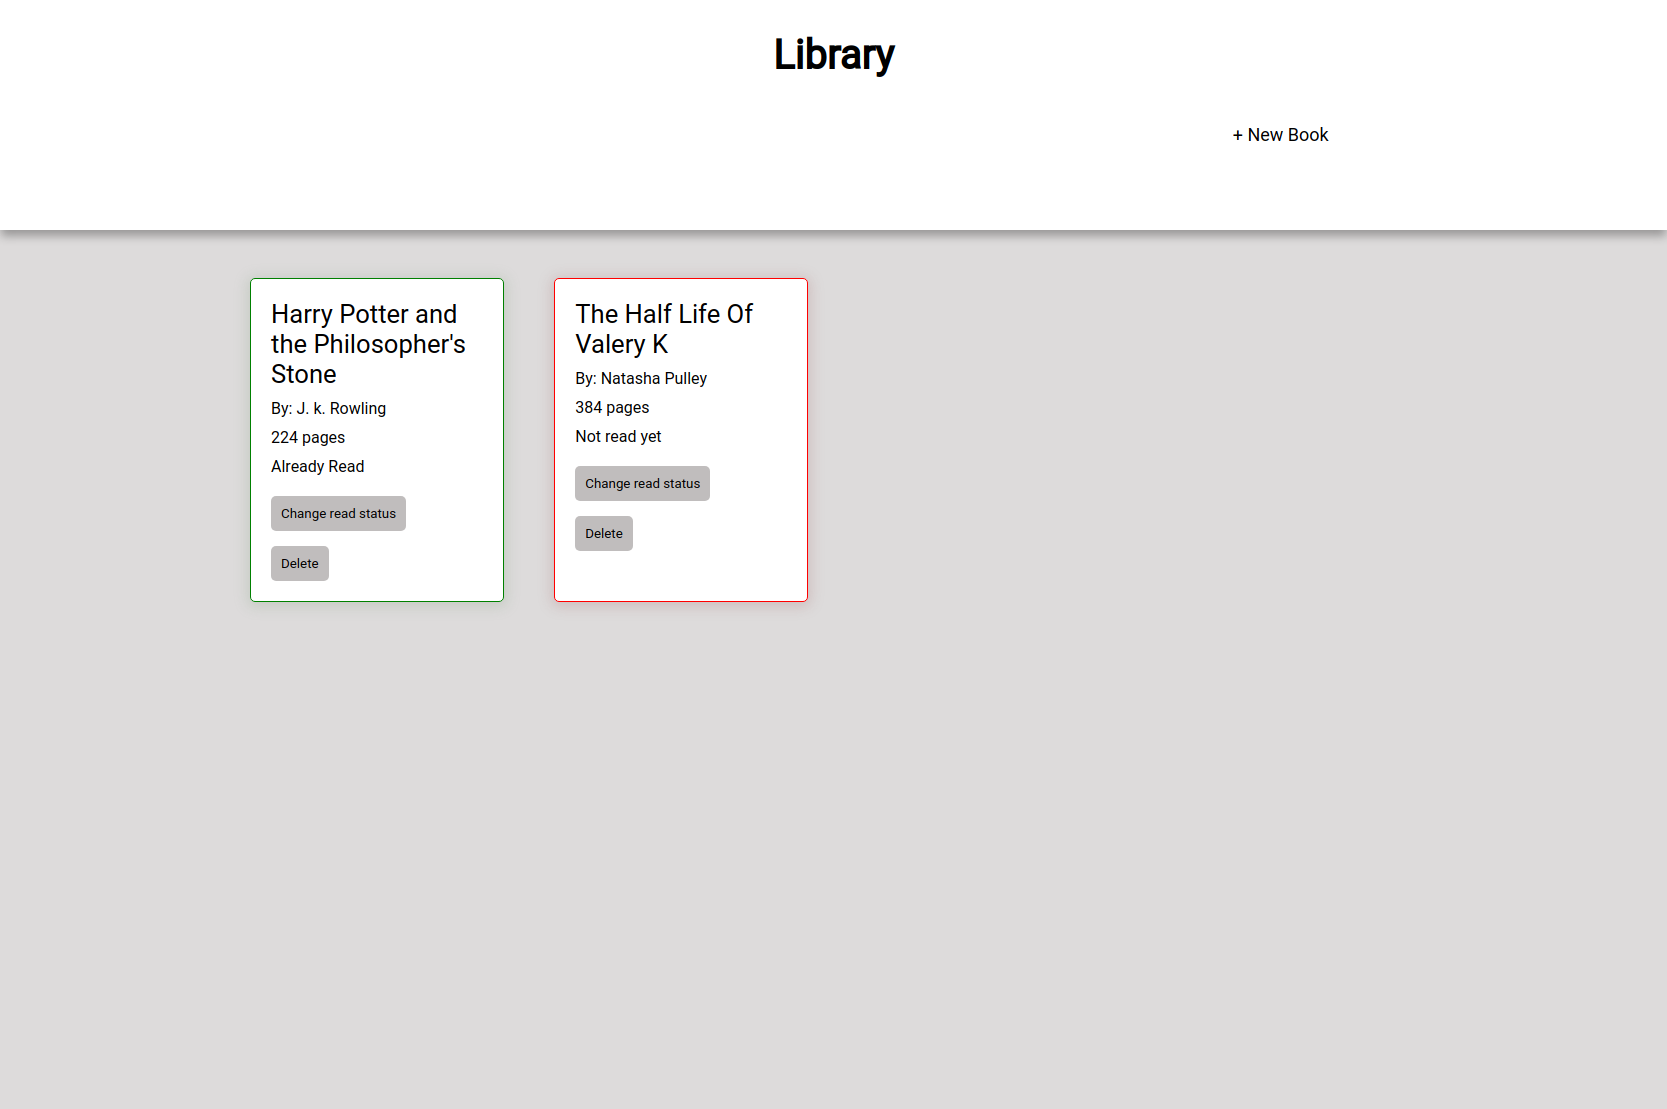 Library
+ New Book
Harry Potter and
the Philosopher's
Stone
By: J. k. Rowling
224 pages
Already Read
Change read status
Delete
The Half Life Of
Valery K
By: Natasha Pulley
384 pages
Not read yet
Change read status
Delete